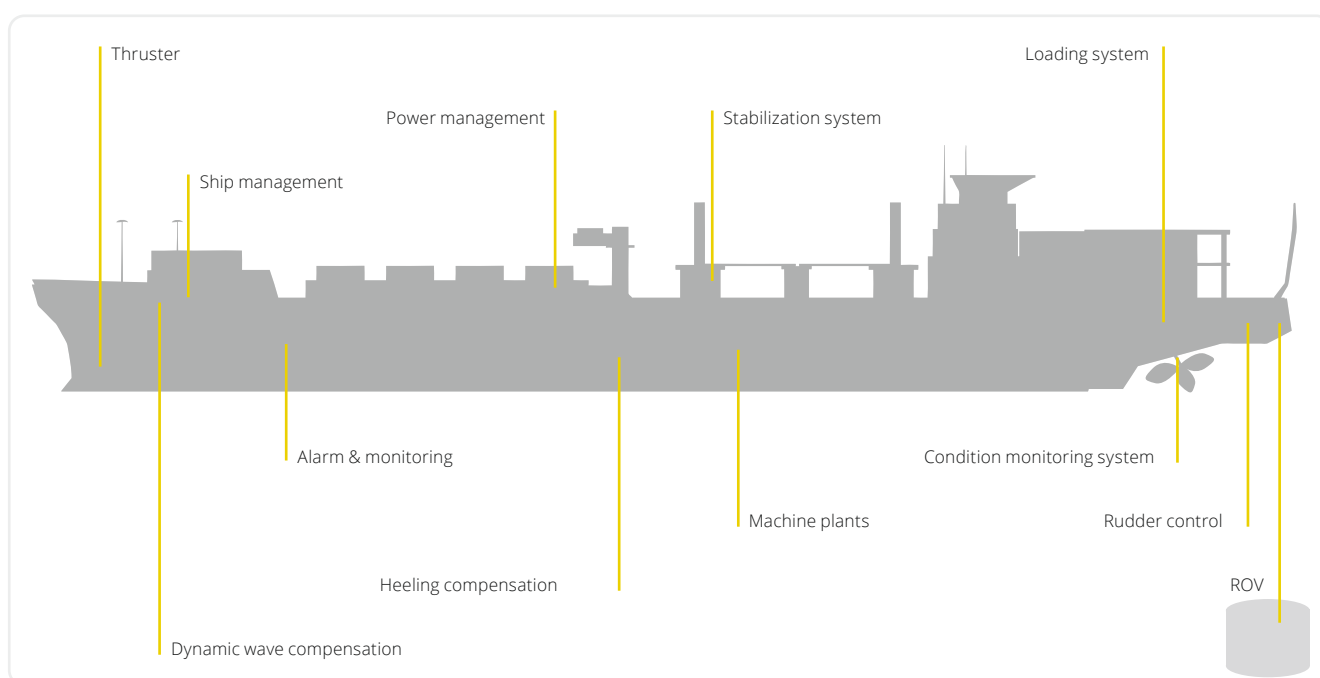 Thruster
Loading system
Power management
Stabilization system
Ship management
Alarm & monitoring
Condition monitoring system
Machine plants
Rudder control
Heeling compensation
ROV
Dynamic wave compensation